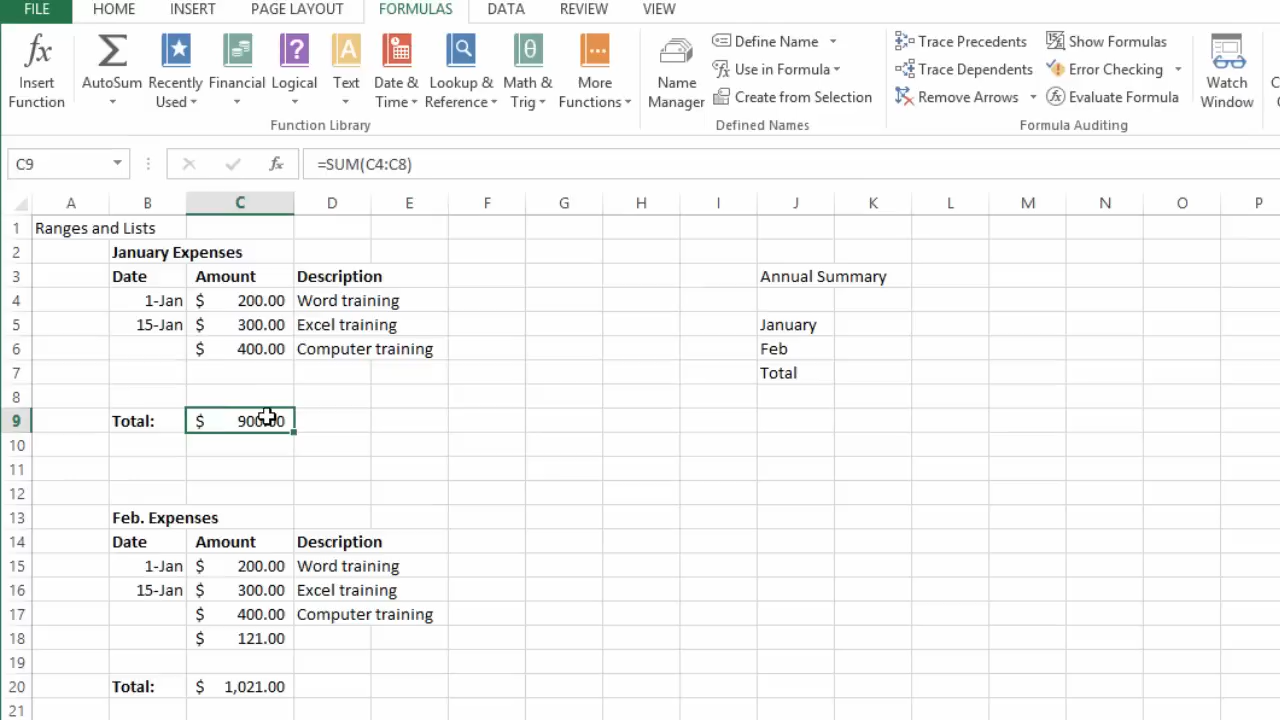 FILE HOME INSERT PAGE LAYOUT FORMULAS DATA REVIEW VIEW
fx Σ A θ
Insert Function AutoSum Recently Used Financial Logical Text Date & Time Lookup & Reference Math & Trig More Functions
Function Library
Name Manager
Define Name
Use in Formula
Create from Selection
Defined Names
Trace Precedents Show Formulas
Trace Dependents Error Checking
Remove Arrows Evaluate Formula
Formula Auditing
Watch Window
C9 fx =SUM(C4:C8)
A B C D E F G H I J K L M N O P
1 Ranges and Lists
2 January Expenses
3 Date Amount Description Annual Summary
4 1-Jan $ 200.00 Word training
5 15-Jan $ 300.00 Excel training January
6 $ 400.00 Computer training Feb
7 Total
8
9 Total: $ 900.00
10
11
12
13 Feb. Expenses
14 Date Amount Description
15 1-Jan $ 200.00 Word training
16 15-Jan $ 300.00 Excel training
17 $ 400.00 Computer training
18 $ 121.00
19
20 Total: $ 1,021.00
21